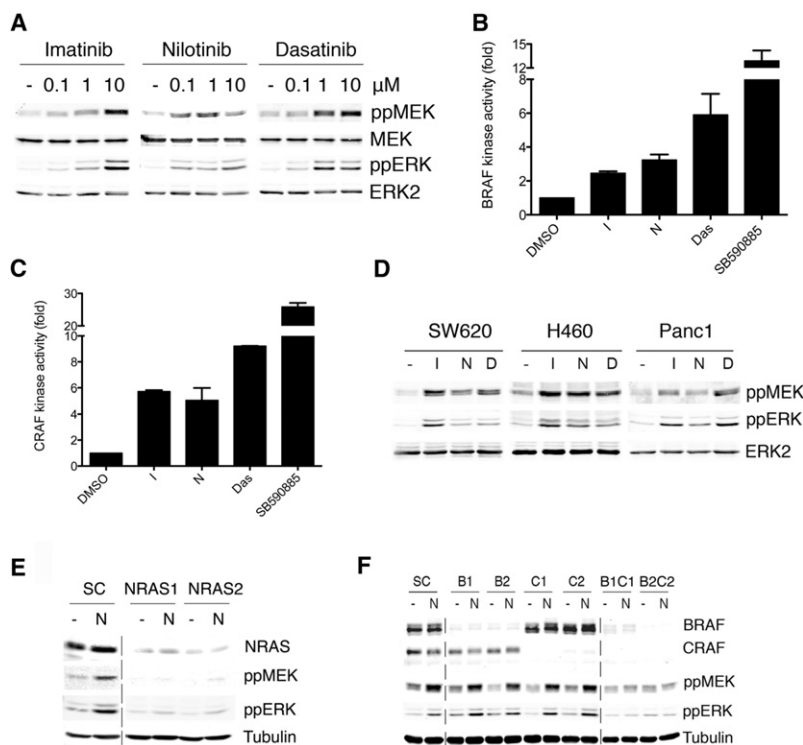 A
Imatinib Nilotinib Dasatinib
- 0.1 1 10 - 0.1 1 10 - 0.1 1 10 μM
ppMEK
MEK
ppERK
ERK2
B
BRAF kinase activity (fold)
15
12
8
6
4
2
0
DMSO I N Das SB590885
C
CRAF kinase activity (fold)
30
20
10
8
6
4
2
0
DMSO I N Das SB590885
D
SW620 H460 Panc1
- I N D - I N D - I N D
ppMEK
ppERK
ERK2
E
SC NRAS1 NRAS2
- N - N - N
NRAS
ppMEK
ppERK
Tubulin
F
SC B1 B2 C1 C2 B1C1 B2C2
- N - N - N - N - N - N - N
BRAF
CRAF
ppMEK
ppERK
Tubulin